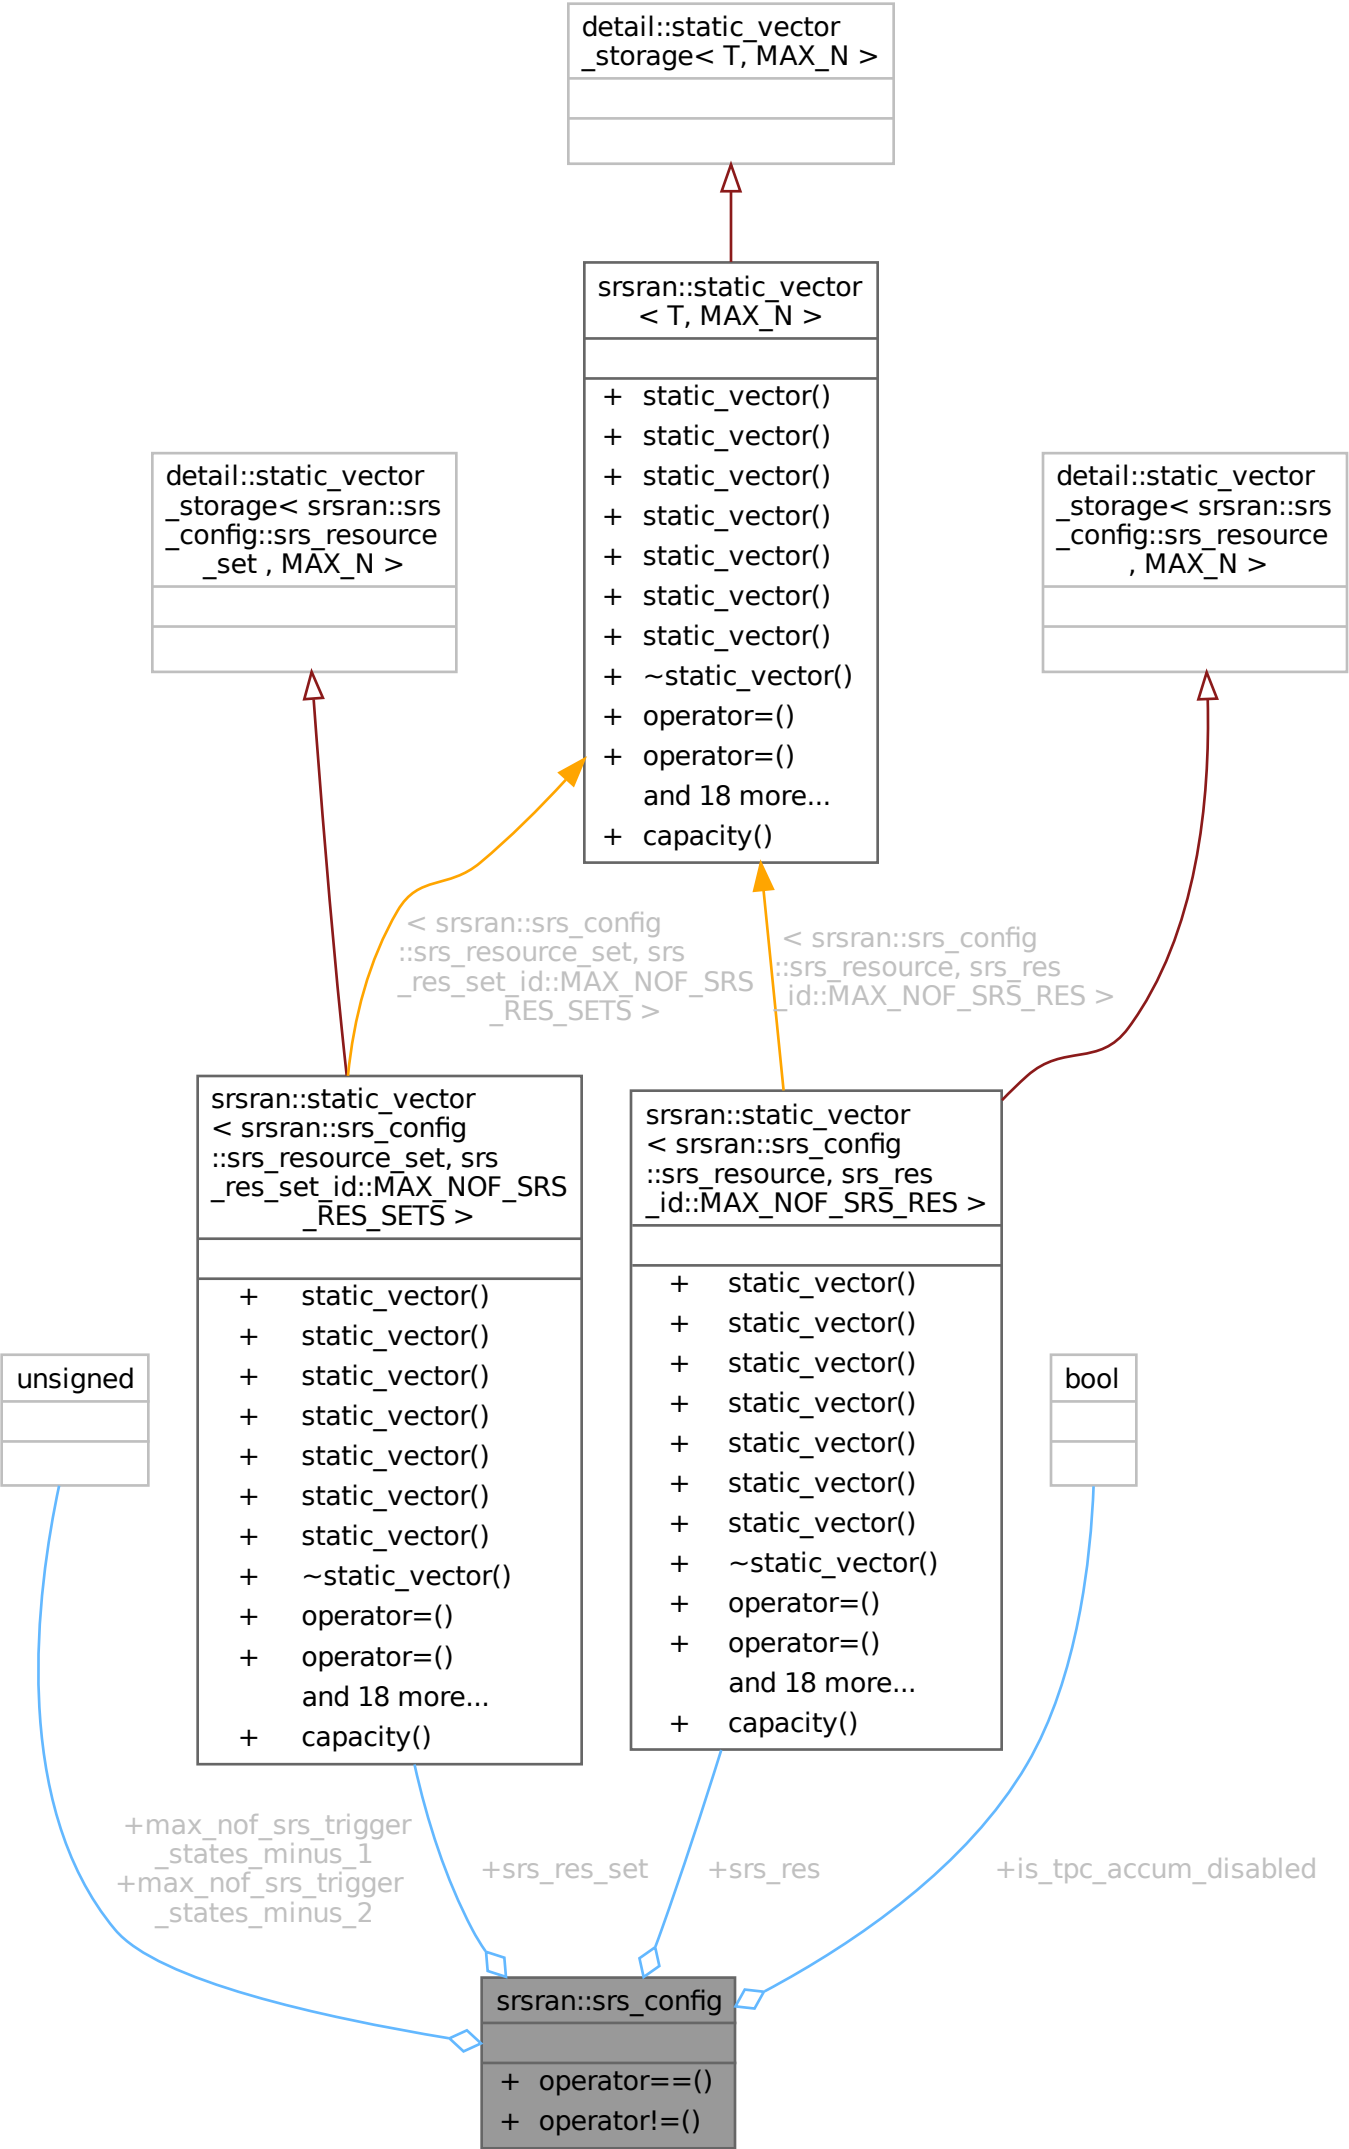 detail::static_vector
_storage< T, MAX_N >
srsran::static_vector
< T, MAX_N >
+ static_vector()
+ static_vector()
+ static_vector()
+ static_vector()
+ static_vector()
+ static_vector()
+ static_vector()
+ ~static_vector()
+ operator=()
+ operator=()
and 18 more...
+ capacity()
detail::static_vector
_storage< srsran::srs
_config::srs_resource
_set , MAX_N >
detail::static_vector
_storage< srsran::srs
_config::srs_resource
, MAX_N >
< srsran::srs_config
::srs_resource_set, srs
_res_set_id::MAX_NOF_SRS
_RES_SETS >
< srsran::srs_config
::srs_resource, srs_res
_id::MAX_NOF_SRS_RES >
srsran::static_vector
< srsran::srs_config
::srs_resource_set, srs
_res_set_id::MAX_NOF_SRS
_RES_SETS >
+ static_vector()
+ static_vector()
+ static_vector()
+ static_vector()
+ static_vector()
+ static_vector()
+ static_vector()
+ ~static_vector()
+ operator=()
+ operator=()
and 18 more...
+ capacity()
srsran::static_vector
< srsran::srs_config
::srs_resource, srs_res
_id::MAX_NOF_SRS_RES >
+ static_vector()
+ static_vector()
+ static_vector()
+ static_vector()
+ static_vector()
+ static_vector()
+ static_vector()
+ ~static_vector()
+ operator=()
+ operator=()
and 18 more...
+ capacity()
unsigned
bool
+max_nof_srs_trigger
_states_minus_1
+max_nof_srs_trigger
_states_minus_2
+srs_res_set
+srs_res
+is_tpc_accum_disabled
srsran::srs_config
+ operator==()
+ operator!=()